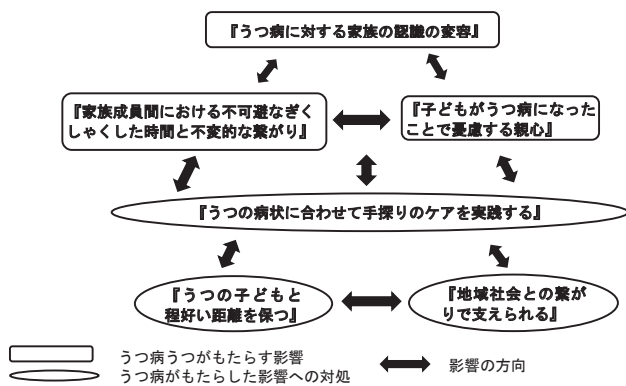 『うつ病に対する家族の認識の変容』
『家族成員間における不可避なぎく
しゃくした時間と不変的な繋がり』
『子どもがうつ病になった
ことで憂慮する親心』
『うつの病状に合わせて手探りのケアを実践する』
『うつの子どもと
程好い距離を保つ』
『地域社会との繋が
りで支えられる』
うつ病うつがもたらす影響
うつ病がもたらした影響への対処
影響の方向